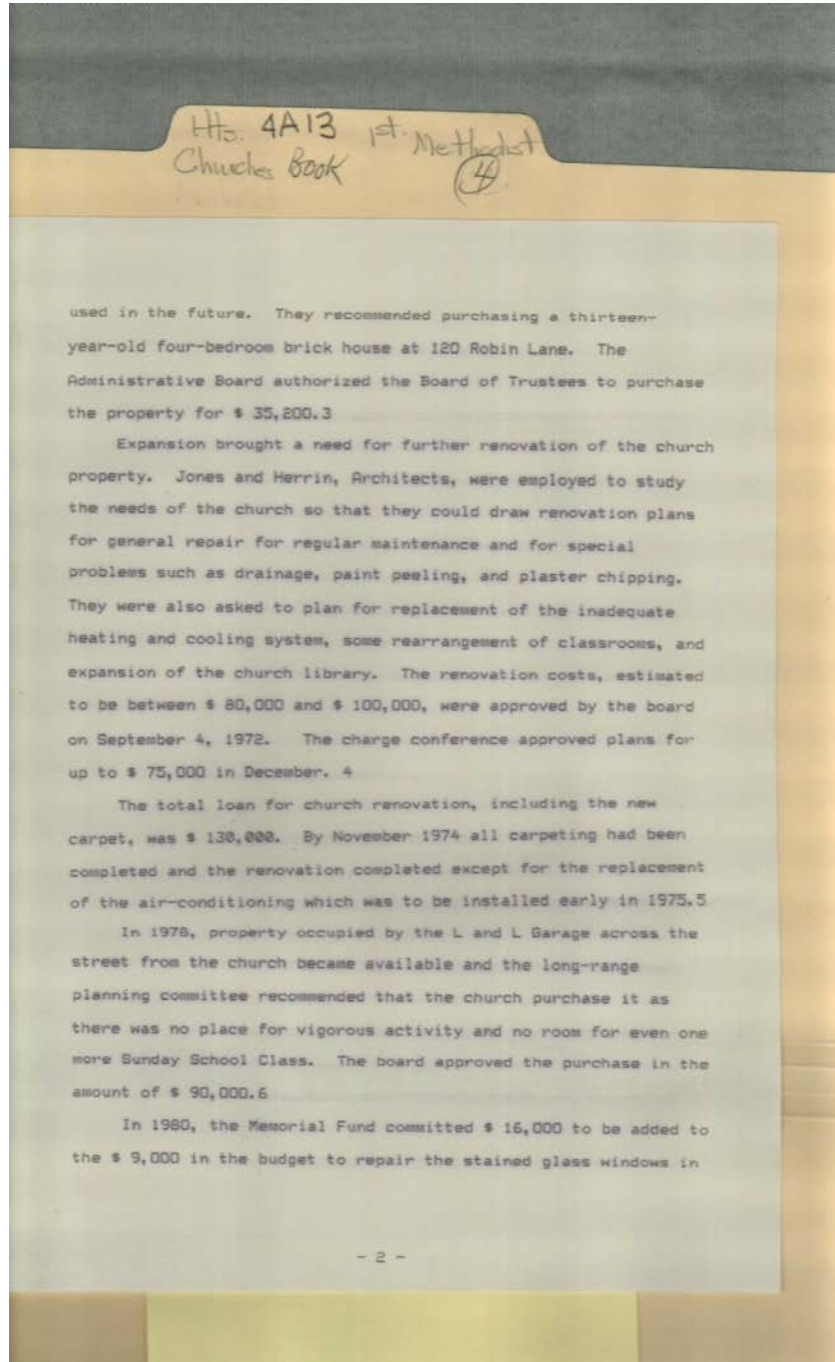 Hts. 4A13 1st. Methodist
Churches Book 4
used in the future. They recommended purchasing a thirteen-
year-old four-bedroom brick house at 120 Robin Lane. The
Administrative Board authorized the Board of Trustees to purchase
the property for $ 35,200.3
Expansion brought a need for further renovation of the church
property. Jones and Herrin, Architects, were employed to study
the needs of the church so that they could draw renovation plans
for general repair for regular maintenance and for special
problems such as drainage, paint peeling, and plaster chipping.
They were also asked to plan for replacement of the inadequate
heating and cooling system, some rearrangement of classrooms, and
expansion of the church library. The renovation costs, estimated
to be between $ 80,000 and $ 100,000, were approved by the board
on September 4, 1972. The charge conference approved plans for
up to $ 75,000 in December. 4
The total loan for church renovation, including the new
carpet, was $ 130,000. By November 1974 all carpeting had been
completed and the renovation completed except for the replacement
of the air-conditioning which was to be installed early in 1975.5
In 1978, property occupied by the L and L Garage across the
street from the church became available and the long-range
planning committee recommended that the church purchase it as
there was no place for vigorous activity and no room for even one
more Sunday School Class. The board approved the purchase in the
amount of $ 90,000.6
In 1980, the Memorial Fund committed $ 16,000 to be added to
the $ 9,000 in the budget to repair the stained glass windows in
- 2 -